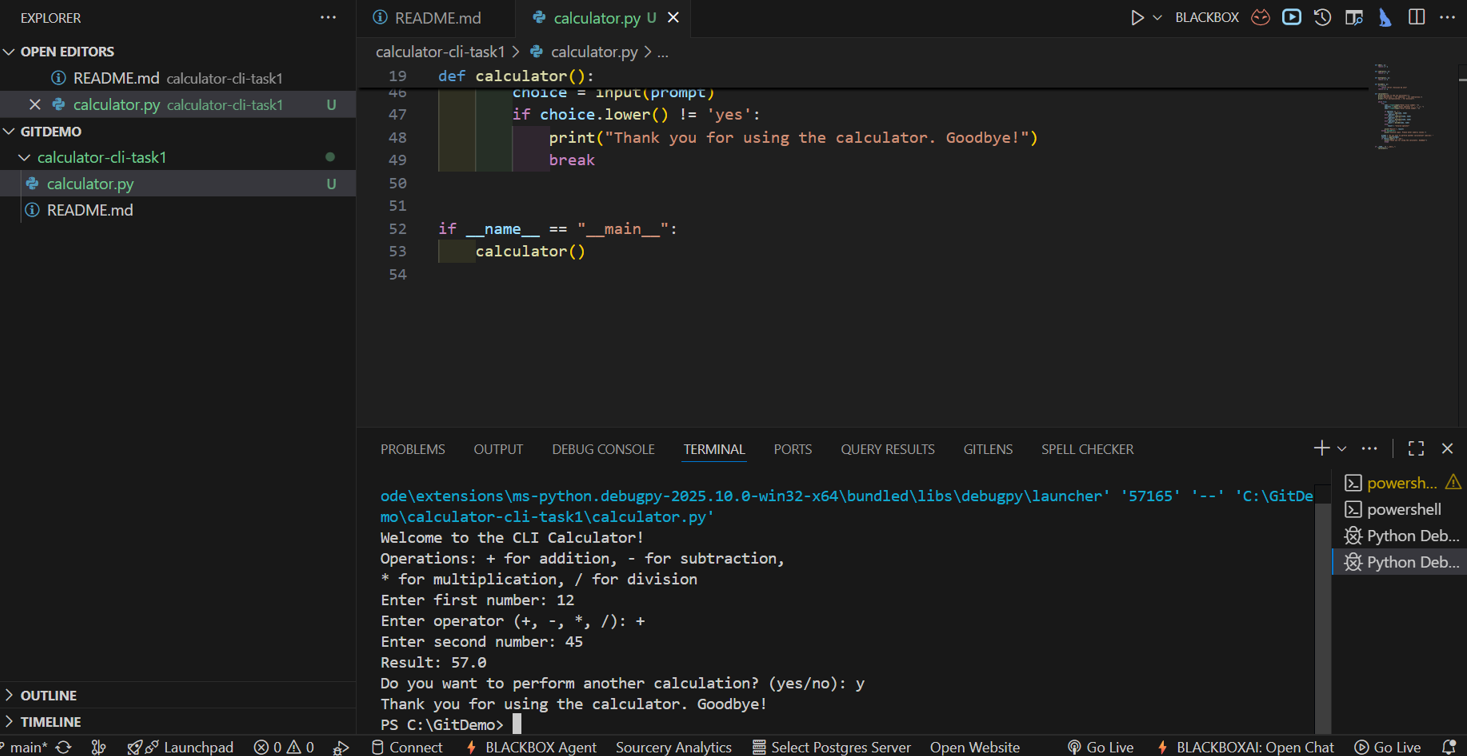 EXPLORER
OPEN EDITORS
README.md calculator-cli-task1
calculator.py calculator-cli-task1 U
GITDEMO
calculator-cli-task1
calculator.py U
README.md
OUTLINE
TIMELINE
README.md
calculator.py U
BLACKBOX
calculator-cli-task1 > calculator.py > ...
19 def calculator():
46 choice = input(prompt)
47 if choice.lower() != 'yes':
48 print("Thank you for using the calculator. Goodbye!")
49 break
50
51
52 if __name__ == "__main__":
53 calculator()
54
PROBLEMS OUTPUT DEBUG CONSOLE TERMINAL PORTS QUERY RESULTS GITLENS SPELL CHECKER
ode\extensions\ms-python.debugpy-2025.10.0-win32-x64\bundled\libs\debugpy\launcher' '57165' '--' 'C:\GitDe
mo\calculator-cli-task1\calculator.py'
Welcome to the CLI Calculator!
Operations: + for addition, - for subtraction,
* for multiplication, / for division
Enter first number: 12
Enter operator (+, -, *, /): +
Enter second number: 45
Result: 57.0
Do you want to perform another calculation? (yes/no): y
Thank you for using the calculator. Goodbye!
PS C:\GitDemo>
powersh...
powershell
Python Deb...
Python Deb...
main* Launchpad 0 0 Connect BLACKBOX Agent Sourcery Analytics Select Postgres Server Open Website Go Live BLACKBOXAI: Open Chat Go Live